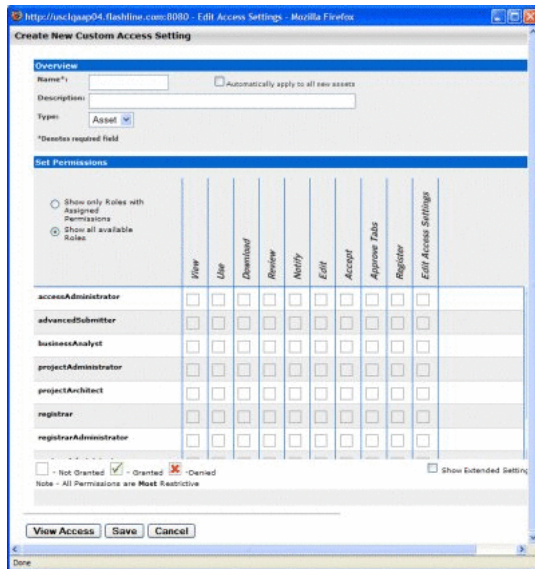 http://usclqaap04.flashline.com:8080 - Edit Access Settings - Mozilla Firefox
Create New Custom Access Setting
Overview
Name*:
Automatically apply to all new assets
Description:
Type: Asset
*Denotes required field
Set Permissions
Show only Roles with
Assigned
Permissions
Show all available
Roles
View
Use
Download
Review
Notify
Edit
Accept
Approve Tabs
Register
Edit Access Settings
accessAdministrator
advancedSubmitter
businessAnalyst
projectAdministrator
projectArchitect
registrar
registrarAdministrator
- Not Granted - Granted -Denied
Show Extended Setting
Note - All Permissions are Most Restrictive
View Access Save Cancel
Done